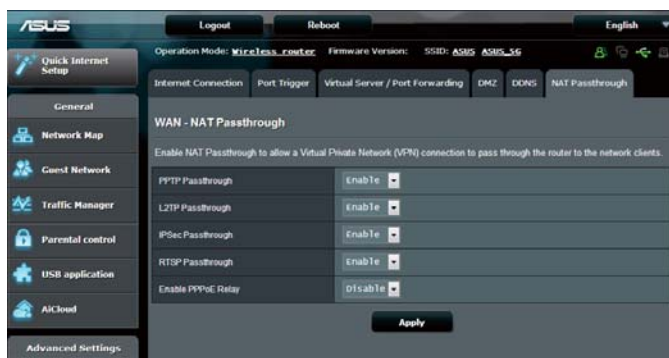 ASUS
Logout
Reboot
English
Quick Internet Setup
Operation Mode: Wireless router Firmware Version: SSID: ASUS ASUS_5G
Internet Connection
Port Trigger
Virtual Server / Port Forwarding
DMZ
DDNS
NAT Passthrough
General
Network Map
Guest Network
Traffic Manager
Parental control
USB application
AiCloud
Advanced Settings
WAN - NAT Passthrough
Enable NAT Passthrough to allow a Virtual Private Network (VPN) connection to pass through the router to the network clients.
PPTP Passthrough Enable
L2TP Passthrough Enable
IPSec Passthrough Enable
RTSP Passthrough Enable
Enable PPPoE Relay Disable
Apply